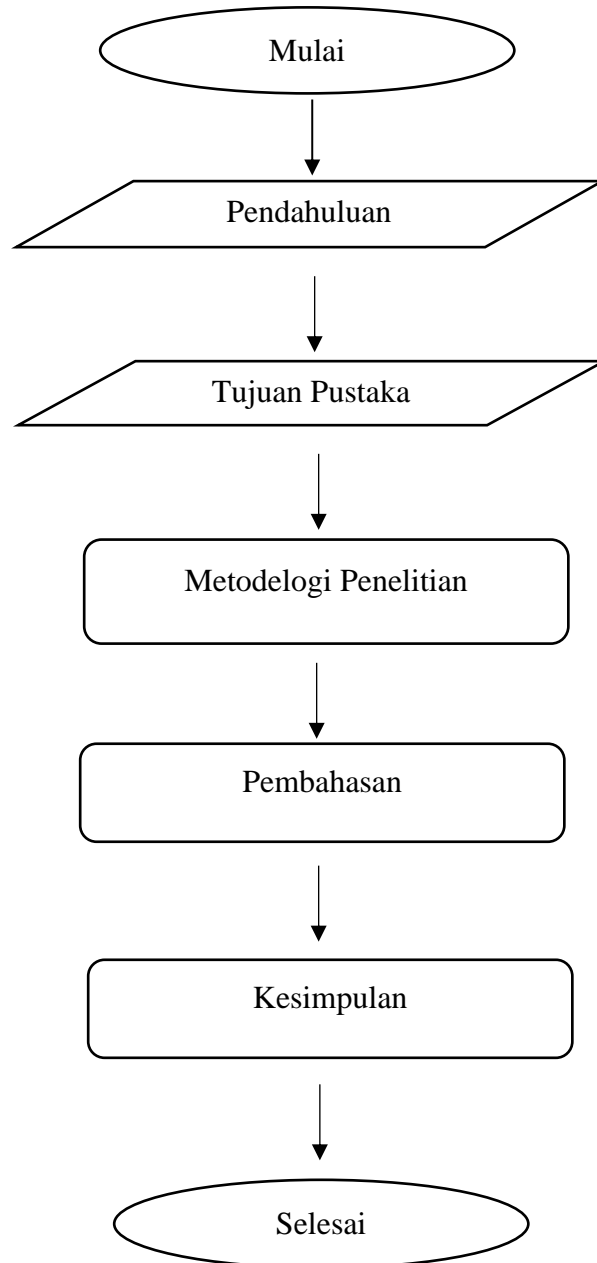 Mulai
Pendahuluan
Tujuan Pustaka
Metodelogi Penelitian
Pembahasan
Kesimpulan
Selesai